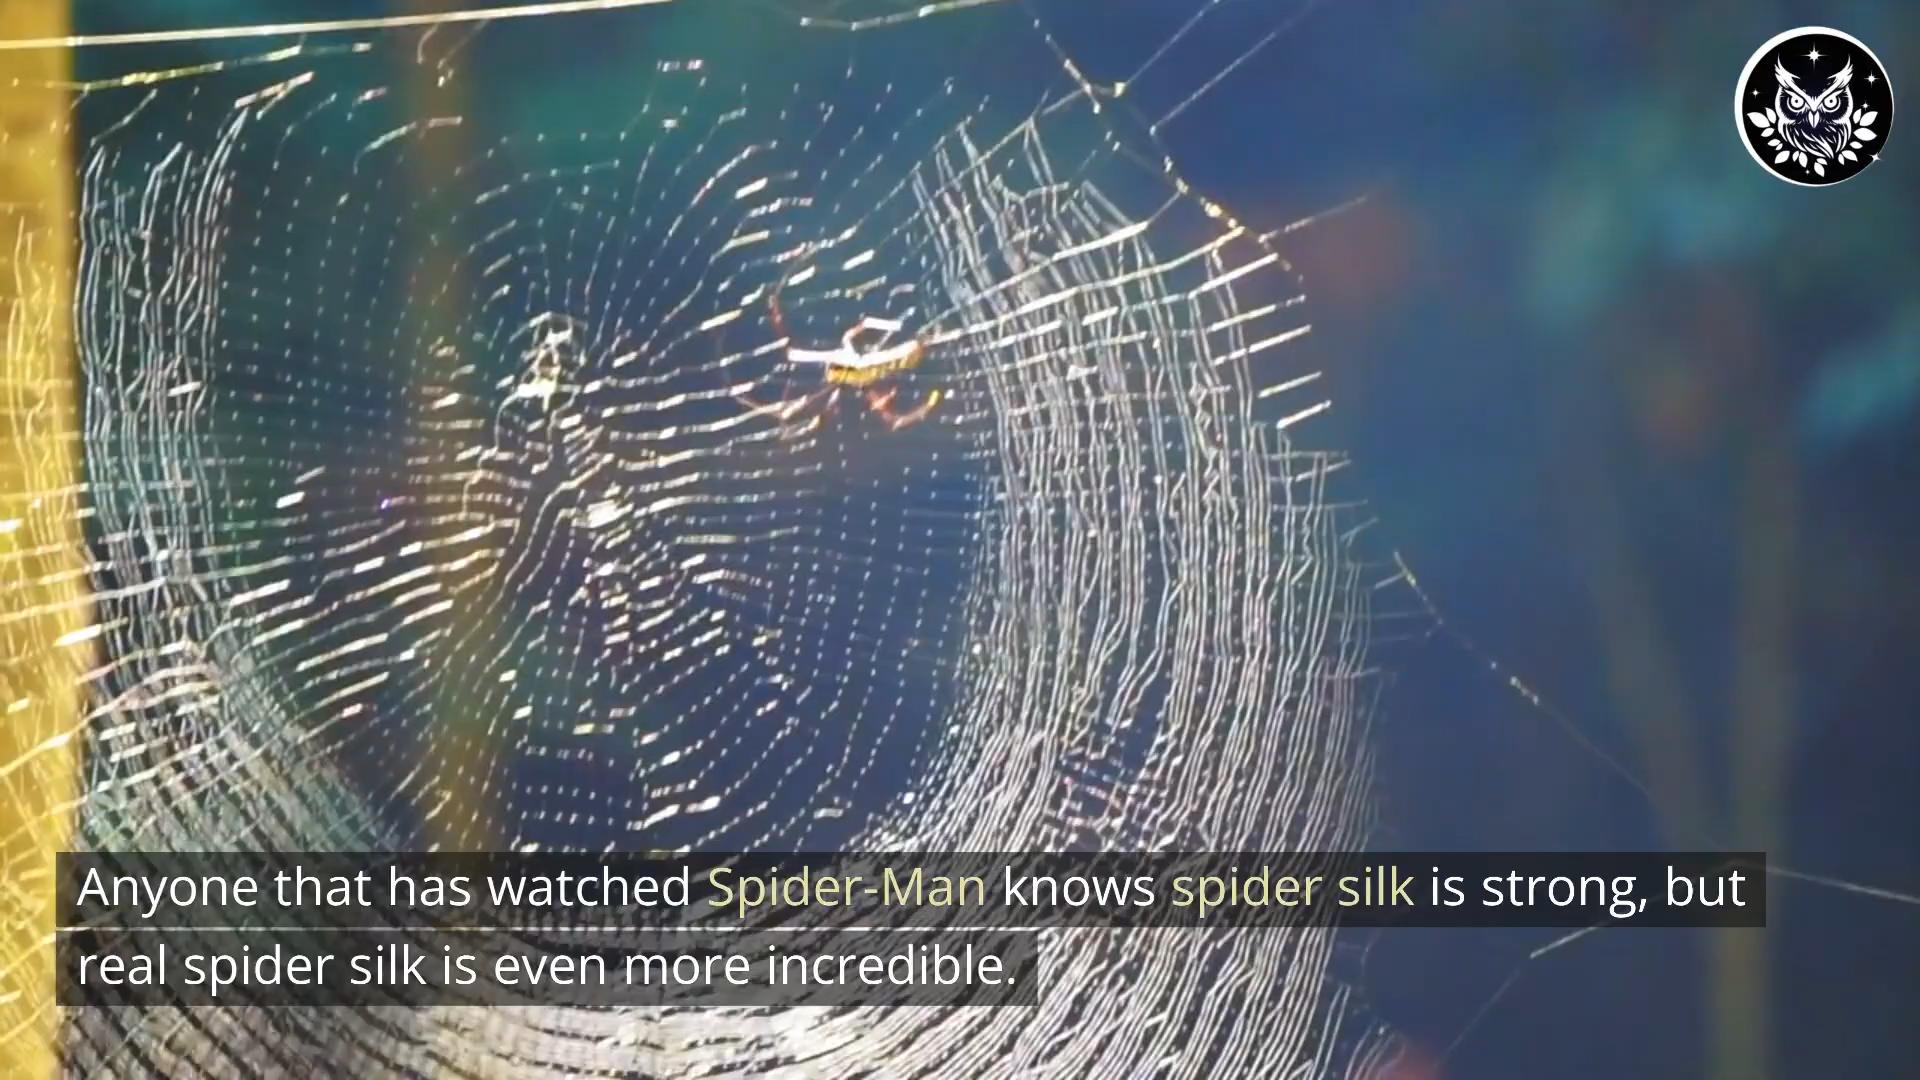 Anyone that has watched Spider-Man knows spider silk is strong, but
real spider silk is even more incredible.